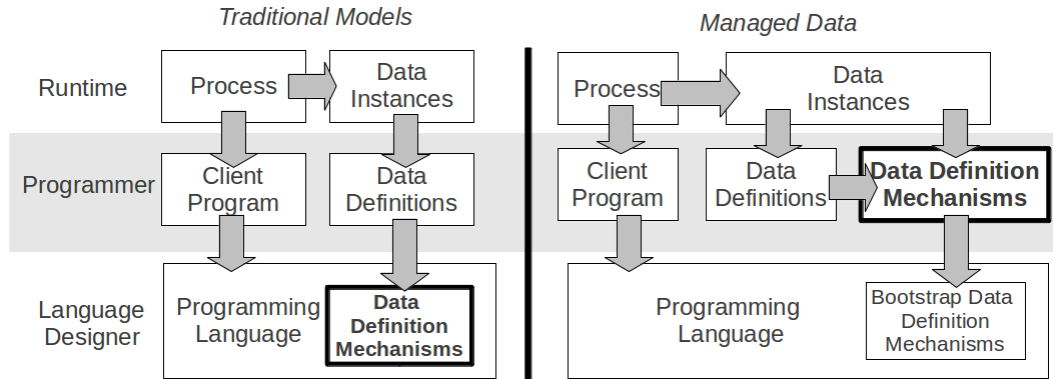 Traditional Models
Managed Data
Runtime
Process
Data
Instances
Process
Data
Instances
Programmer
Client
Program
Data
Definitions
Client
Program
Data
Definitions
Data Definition
Mechanisms
Language
Designer
Programming
Language
Data
Definition
Mechanisms
Programming
Language
Bootstrap Data
Definition
Mechanisms